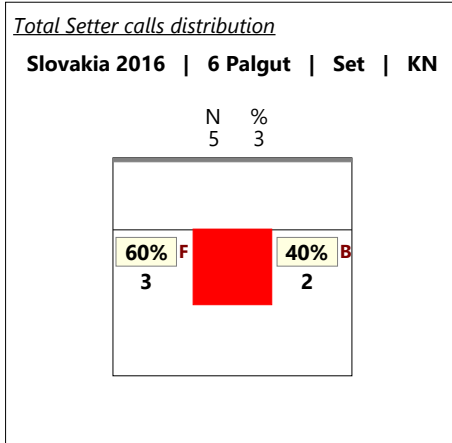 Total Setter calls distribution
Slovakia 2016 | 6 Palgut | Set | KN
N %
5 3
60% F 40% B
3 2